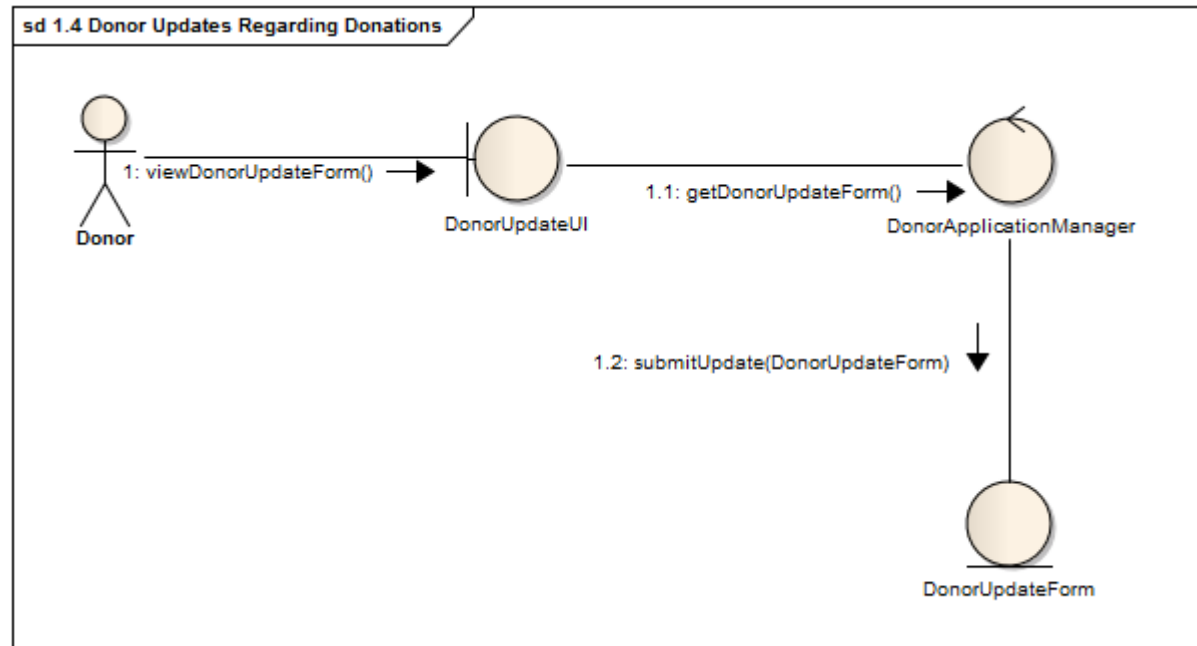 sd 1.4 Donor Updates Regarding Donations
1: viewDonorUpdateForm()
1.1: getDonorUpdateForm()
DonorUpdateUI
DonorApplicationManager
Donor
1.2: submitUpdate(DonorUpdateForm)
DonorUpdateForm